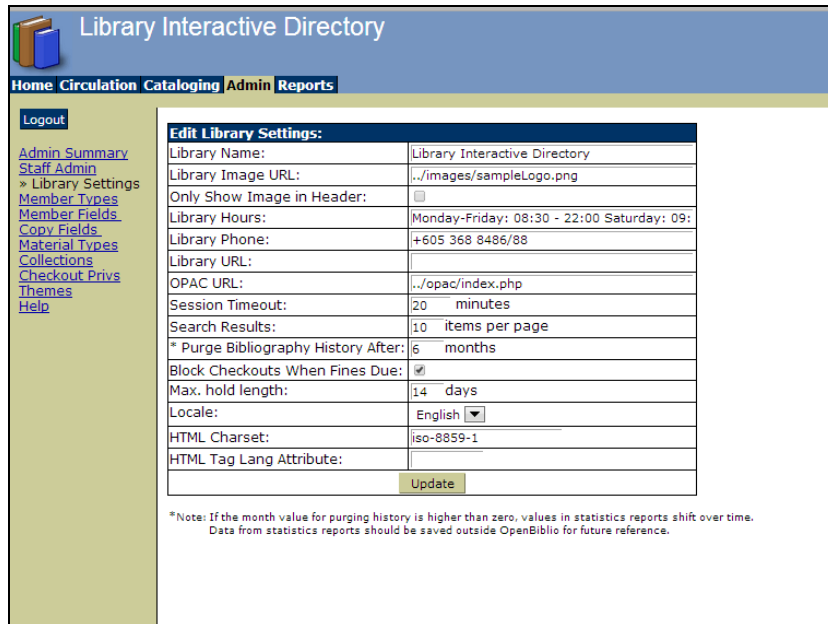 Library Interactive Directory
Home Circulation Cataloging Admin Reports
Logout
Admin Summary
Staff Admin
» Library Settings
Member Types
Member Fields
Copy Fields
Material Types
Collections
Checkout Privs
Themes
Help
Edit Library Settings:
Library Name: Library Interactive Directory
Library Image URL: ../images/sampleLogo.png
Only Show Image in Header:
Library Hours: Monday-Friday: 08:30 - 22:00 Saturday: 09:
Library Phone: +605 368 8486/88
Library URL:
OPAC URL: ../opac/index.php
Session Timeout: 20 minutes
Search Results: 10 items per page
* Purge Bibliography History After: 6 months
Block Checkouts When Fines Due:
Max. hold length: 14 days
Locale: English
HTML Charset: iso-8859-1
HTML Tag Lang Attribute:
Update
*Note: If the month value for purging history is higher than zero, values in statistics reports shift over time.
Data from statistics reports should be saved outside OpenBiblio for future reference.